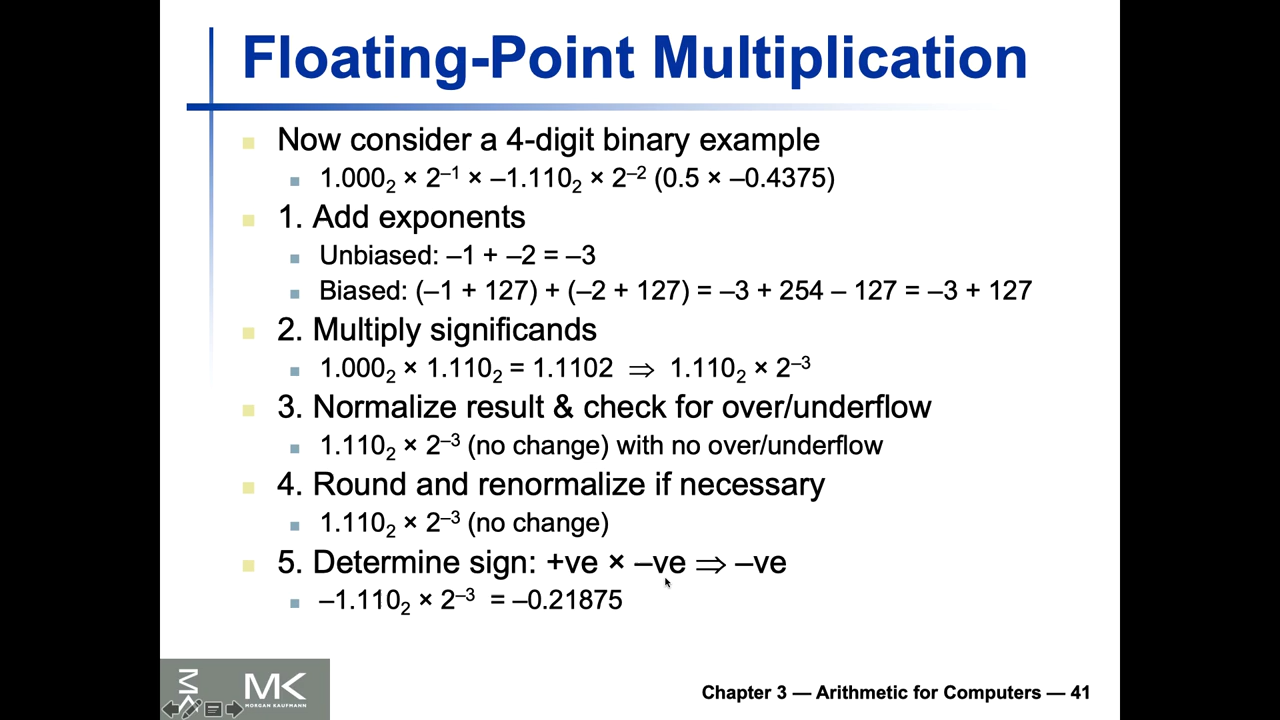 Floating-Point Multiplication
Now consider a 4-digit binary example
1.000₂ × 2⁻¹ × –1.110₂ × 2⁻² (0.5 × –0.4375)
1. Add exponents
Unbiased: –1 + –2 = –3
Biased: (–1 + 127) + (–2 + 127) = –3 + 254 – 127 = –3 + 127
2. Multiply significands
1.000₂ × 1.110₂ = 1.1102 ⇒ 1.110₂ × 2⁻³
3. Normalize result & check for over/underflow
1.110₂ × 2⁻³ (no change) with no over/underflow
4. Round and renormalize if necessary
1.110₂ × 2⁻³ (no change)
5. Determine sign: +ve × –ve ⇒ –ve
–1.110₂ × 2⁻³ = –0.21875
MK
MK
MORGAN KAUFMANN
Chapter 3 — Arithmetic for Computers — 41